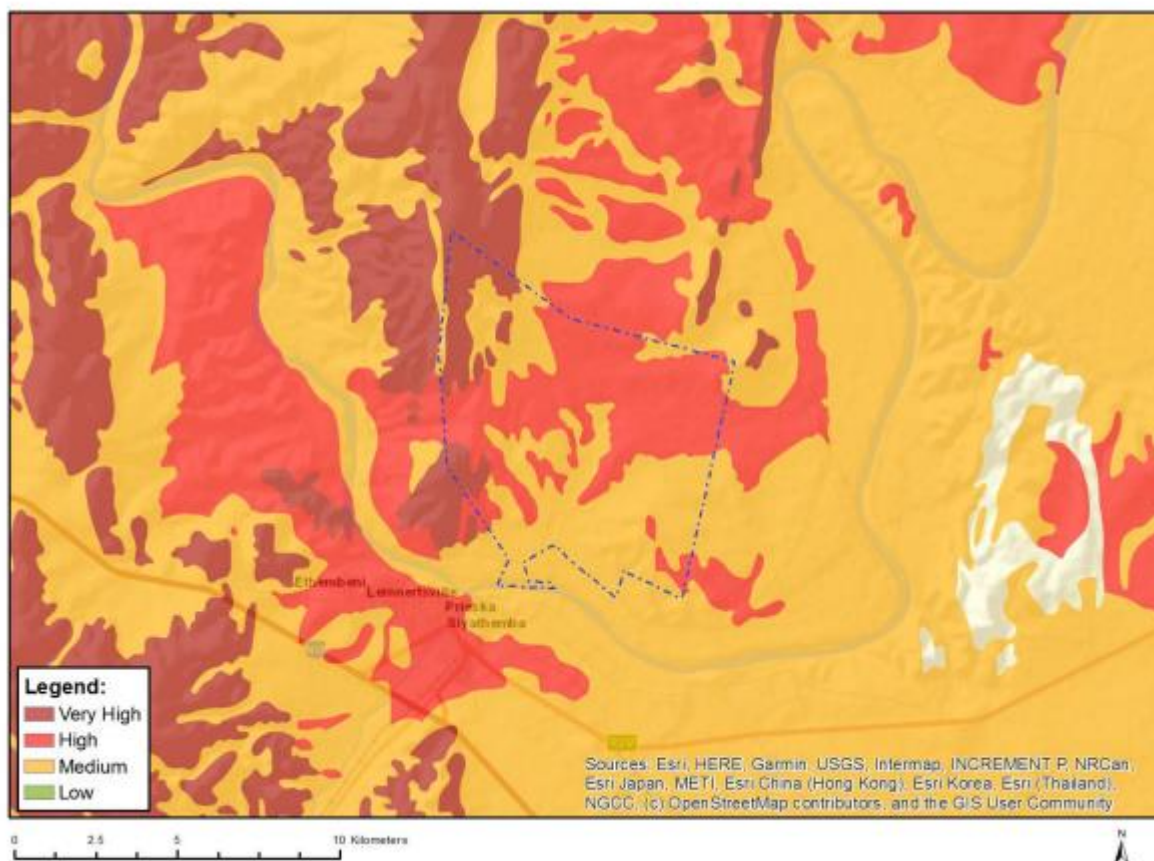 Ethembeni
Lemnertsville
Prieska
Siyathemba
Legend:
Very High
High
Medium
Low
Sources: Esri, HERE, Garmin, USGS, Intermap, INCREMENT P, NRCan,
Esri Japan, METI, Esri China (Hong Kong), Esri Korea, Esri (Thailand),
NGCC, (c) OpenStreetMap contributors, and the GIS User Community
0 2.5 5 10 Kilometers
N